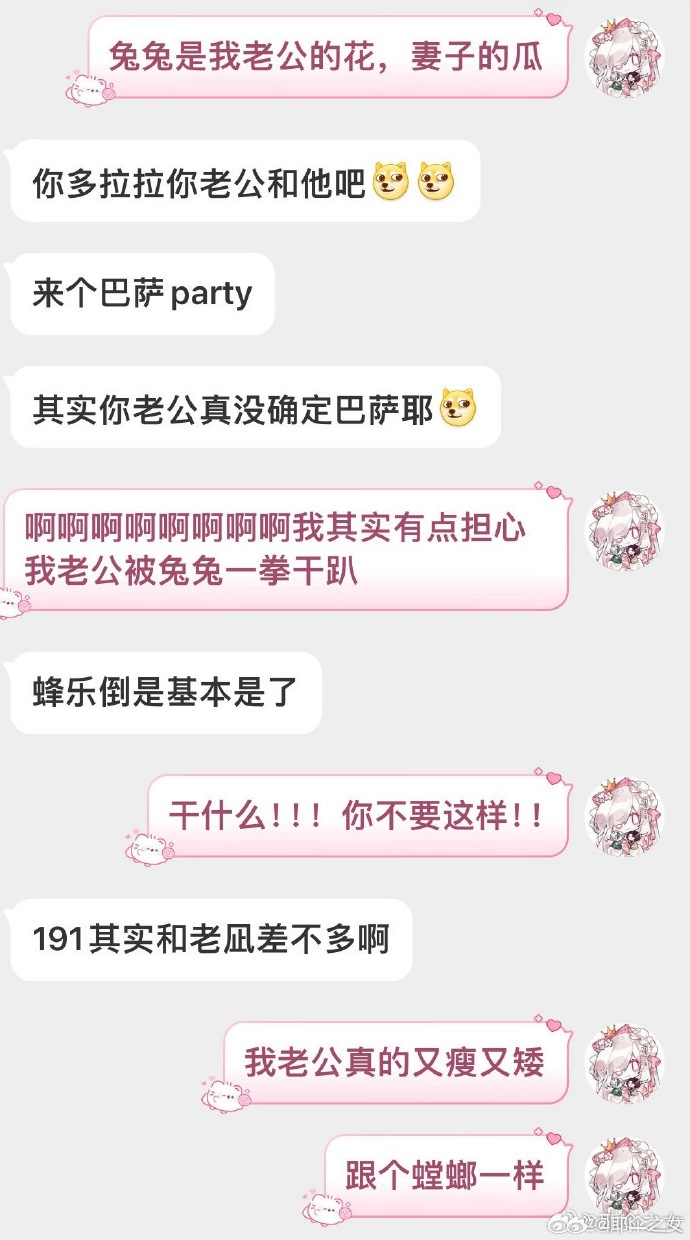 兔兔是我老公的花，妻子的瓜
你多拉拉你老公和他吧
来个巴萨party
其实你老公真没确定巴萨耶
啊啊啊啊啊啊啊啊我其实有点担心
我老公被兔兔一拳干趴
蜂乐倒是基本是了
干什么!!! 你不要这样!!
191其实和老凪差不多啊
我老公真的又瘦又矮
跟个螳螂一样
@耶伞之女